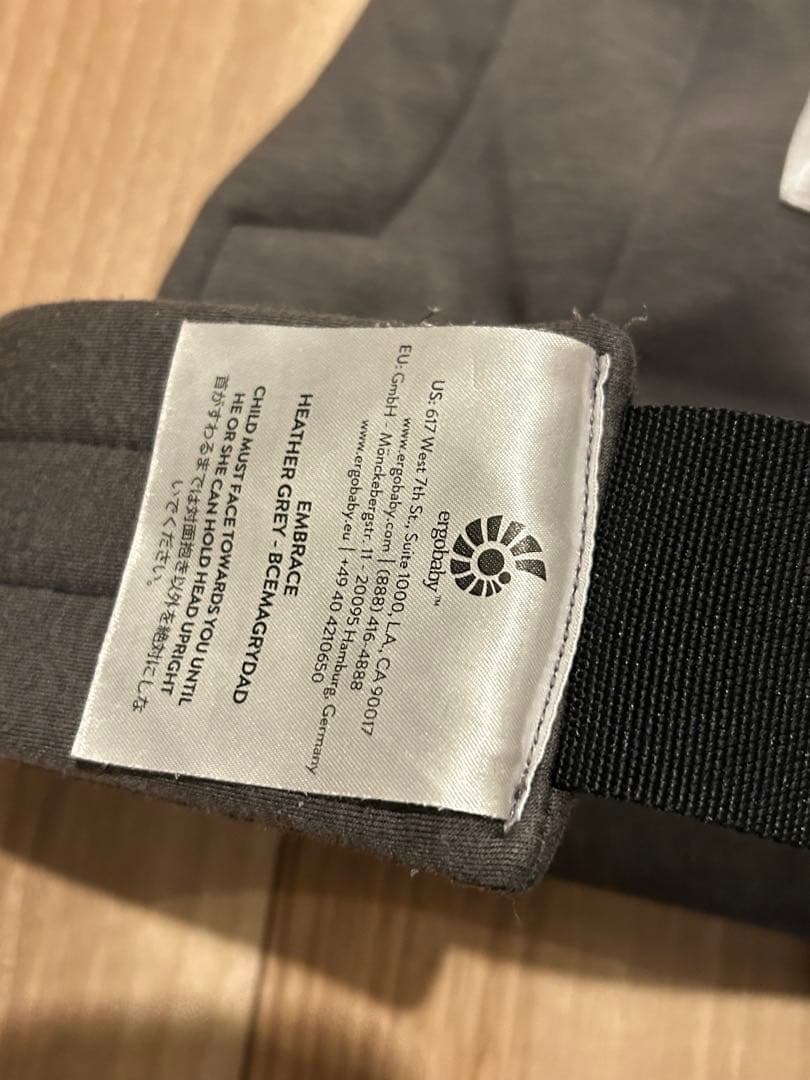 ergobaby™
US: 617 West 7th St., Suite 1000, L.A., CA 90017
www.ergobaby.com | (888) 416-4888
EU: GmbH - Mönckebergstr. 11 - 20095 Hamburg, Germany
www.ergobaby.eu | +49 40 4210650
EMBRACE
HEATHER GREY - BCEMAGRYDAD
CHILD MUST FACE TOWARDS YOU UNTIL
HE OR SHE CAN HOLD HEAD UPRIGHT
首がすわるまでは対面抱き以外を絶対にしな
いでください。